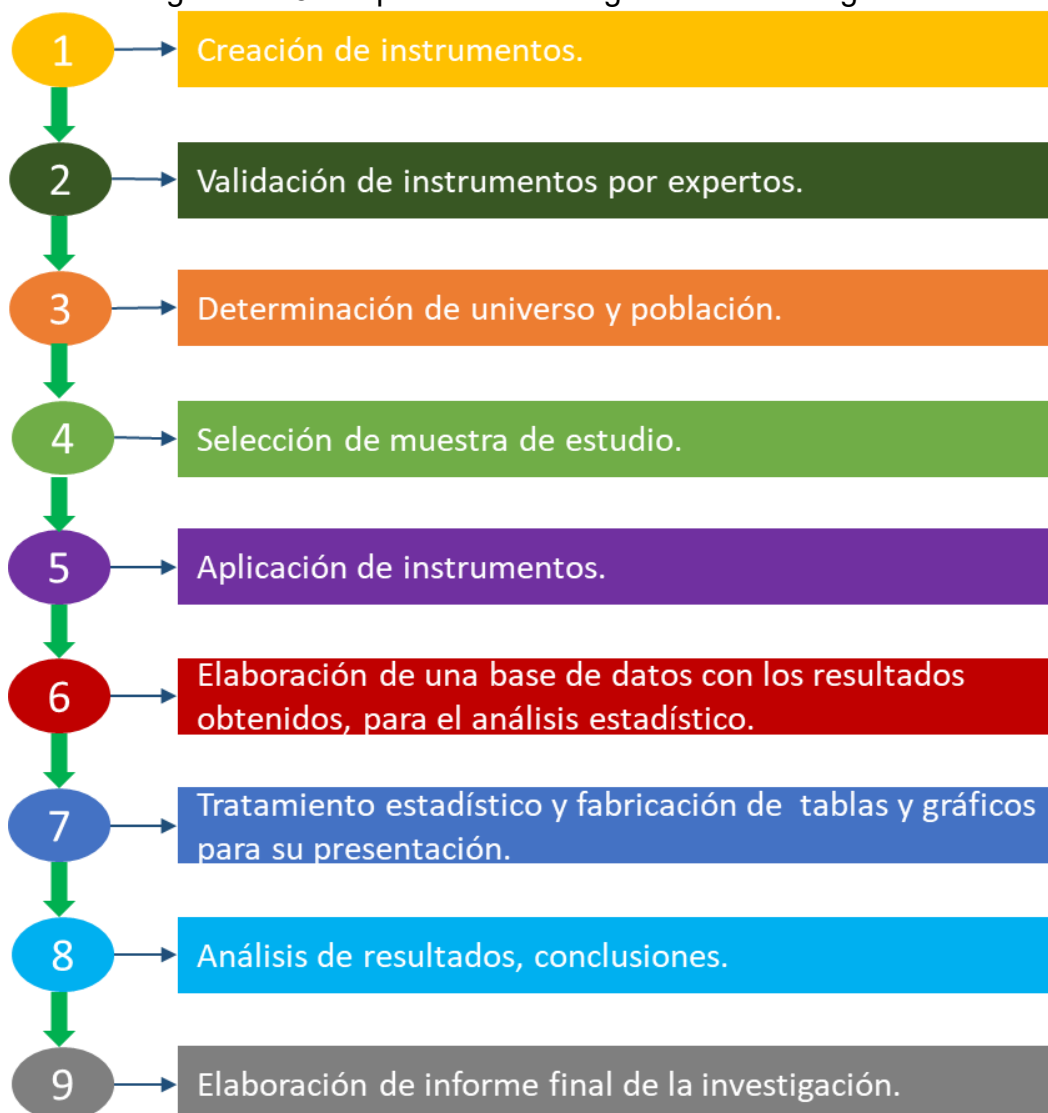 1
Creación de instrumentos.
2
Validación de instrumentos por expertos.
3
Determinación de universo y población.
4
Selección de muestra de estudio.
5
Aplicación de instrumentos.
6
Elaboración de una base de datos con los resultados
obtenidos, para el análisis estadístico.
7
Tratamiento estadístico y fabricación de tablas y gráficos
para su presentación.
8
Análisis de resultados, conclusiones.
9
Elaboración de informe final de la investigación.